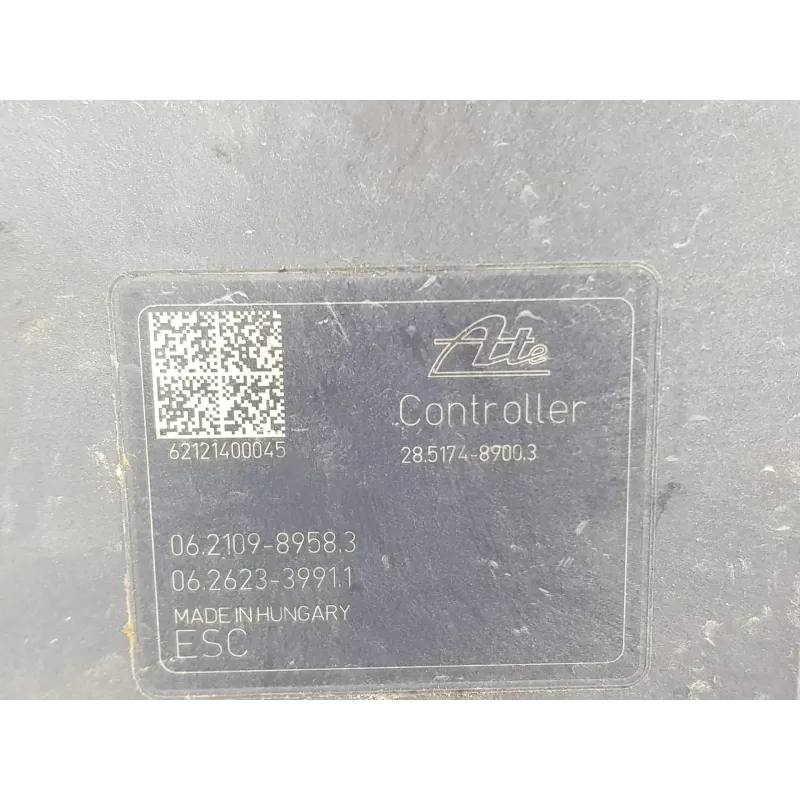 Ate
Controller
62121400045
28.5174-8900.3
06.2109-8958.3
06.2623-3991.1
MADE IN HUNGARY
ESC